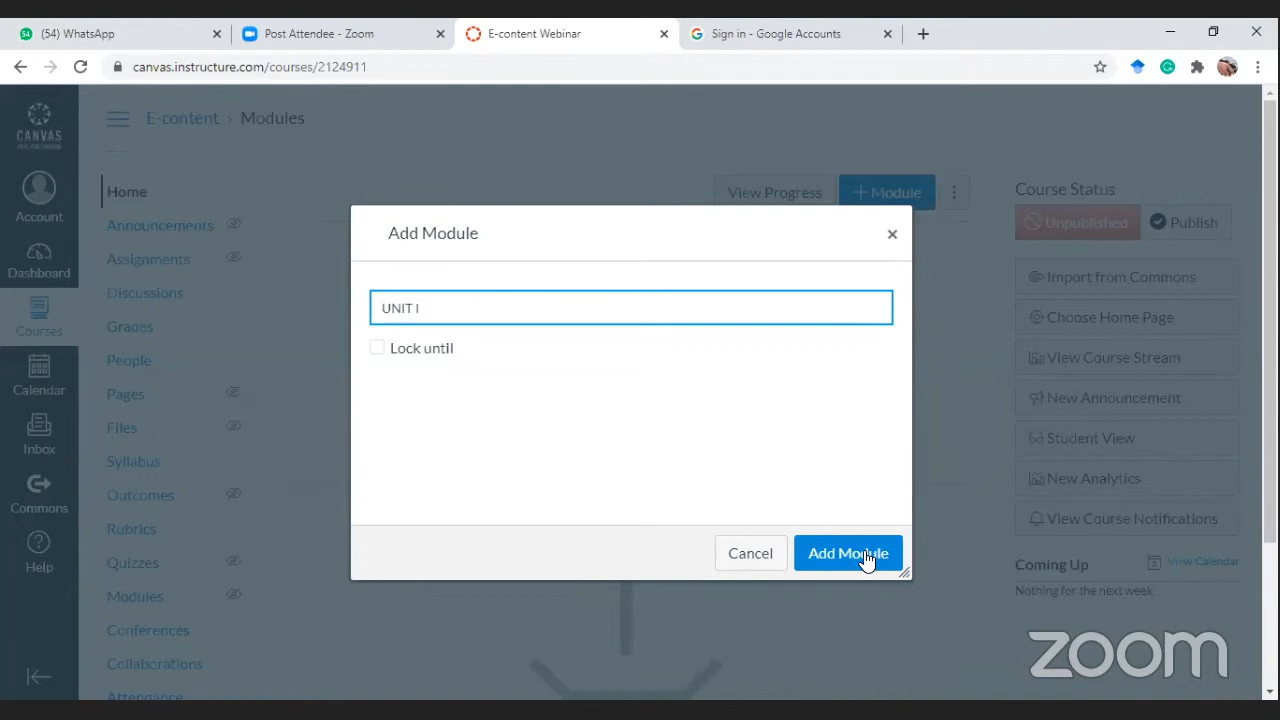 (54) WhatsApp
Post Attendee - Zoom
E-content Webinar
Sign in - Google Accounts
canvas.instructure.com/courses/2124911
CANVAS
Account
Dashboard
Courses
Calendar
Inbox
Commons
Help
E-content › Modules
Home
Announcements
Assignments
Discussions
Grades
People
Pages
Files
Syllabus
Outcomes
Rubrics
Quizzes
Modules
Conferences
Collaborations
Attendance
View Progress
+ Module
Add Module
UNIT I
Lock until
Cancel
Add Module
Course Status
Unpublished
Publish
Import from Commons
Choose Home Page
View Course Stream
New Announcement
Student View
New Analytics
View Course Notifications
Coming Up
View Calendar
Nothing for the next week
zoom